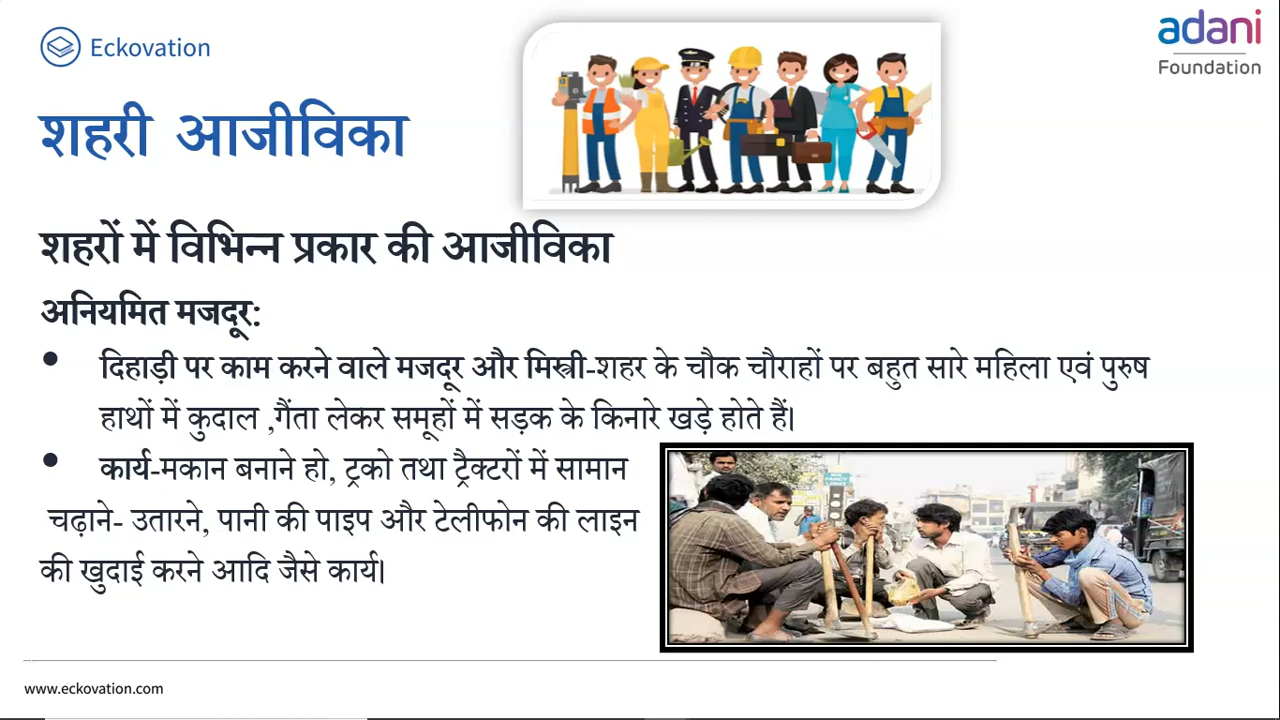 Eckovation
adani
Foundation
शहरी आजीविका
शहरों में विभिन्न प्रकार की आजीविका
अनियमित मजदूर:
• दिहाड़ी पर काम करने वाले मजदूर और मिस्त्री-शहर के चौक चौराहों पर बहुत सारे महिला एवं पुरुष
हाथों में कुदाल ,गैंता लेकर समूहों में सड़क के किनारे खड़े होते हैं।
• कार्य-मकान बनाने हो, ट्रको तथा ट्रैक्टरों में सामान
चढ़ाने- उतारने, पानी की पाइप और टेलीफोन की लाइन
की खुदाई करने आदि जैसे कार्य।
www.eckovation.com